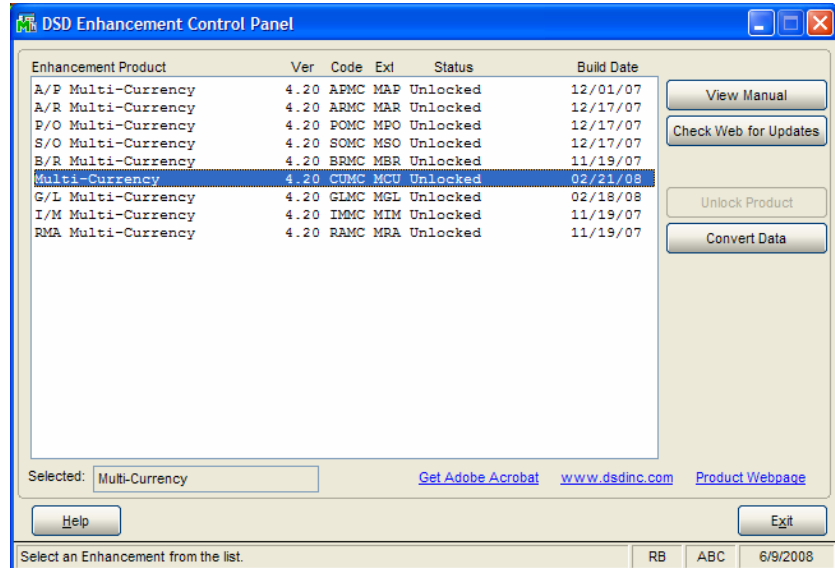 DSD Enhancement Control Panel
Enhancement Product Ver Code Ext Status Build Date
A/P Multi-Currency 4.20 APMC MAP Unlocked 12/01/07
A/R Multi-Currency 4.20 ARMC MAR Unlocked 12/17/07
P/O Multi-Currency 4.20 POMC MPO Unlocked 12/17/07
S/O Multi-Currency 4.20 SOMC MSO Unlocked 12/17/07
B/R Multi-Currency 4.20 BRMC MBR Unlocked 11/19/07
Multi-Currency 4.20 CUMC MCU Unlocked 02/21/08
G/L Multi-Currency 4.20 GLMC MGL Unlocked 02/18/08
I/M Multi-Currency 4.20 IMMC MIM Unlocked 11/19/07
RMA Multi-Currency 4.20 RAMC MRA Unlocked 11/19/07
View Manual
Check Web for Updates
Unlock Product
Convert Data
Selected: Multi-Currency Get Adobe Acrobat www.dsdinc.com Product Webpage
Help Exit
Select an Enhancement from the list. RB ABC 6/9/2008